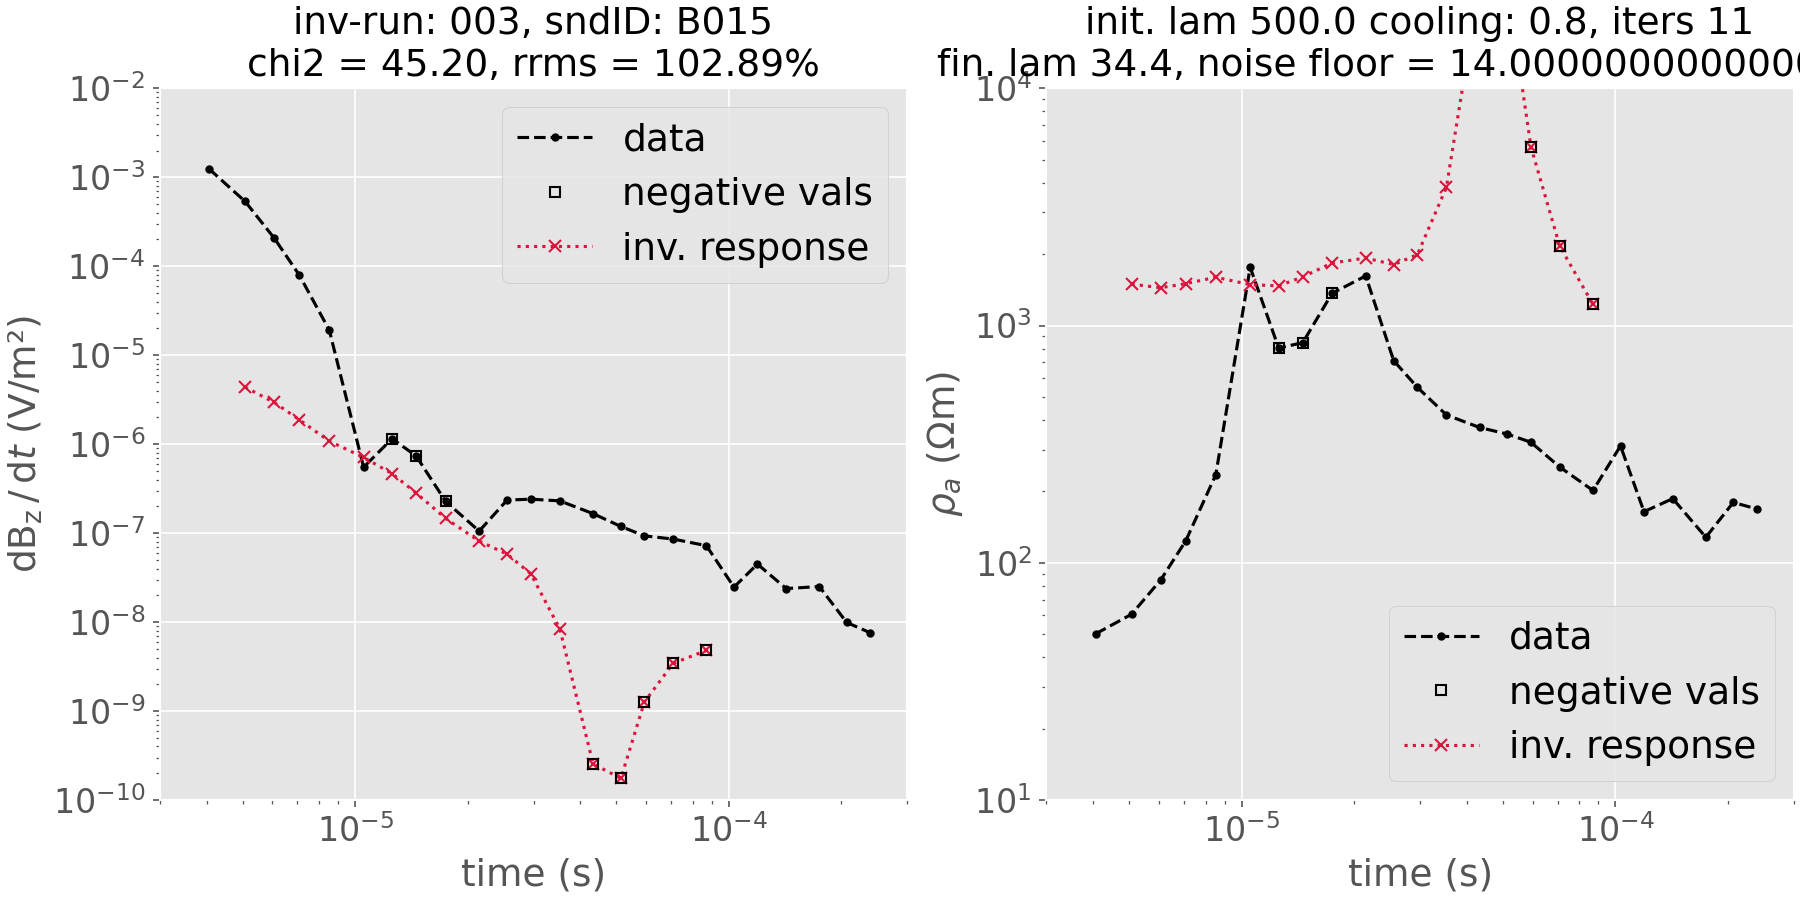 inv-run: 003, sndID: B015
chi2 = 45.20, rrms = 102.89%
10⁻²
10⁻³
10⁻⁴
10⁻⁵
10⁻⁶
10⁻⁷
10⁻⁸
10⁻⁹
10⁻¹⁰
dB_z / dt (V/m²)
data
negative vals
inv. response
10⁻⁵ 10⁻⁴
time (s)
init. lam 500.0 cooling: 0.8, iters 11
fin. lam 34.4, noise floor = 14.0000000000000
10⁴
10³
10²
10¹
ρ_a (Ωm)
data
negative vals
inv. response
10⁻⁵ 10⁻⁴
time (s)